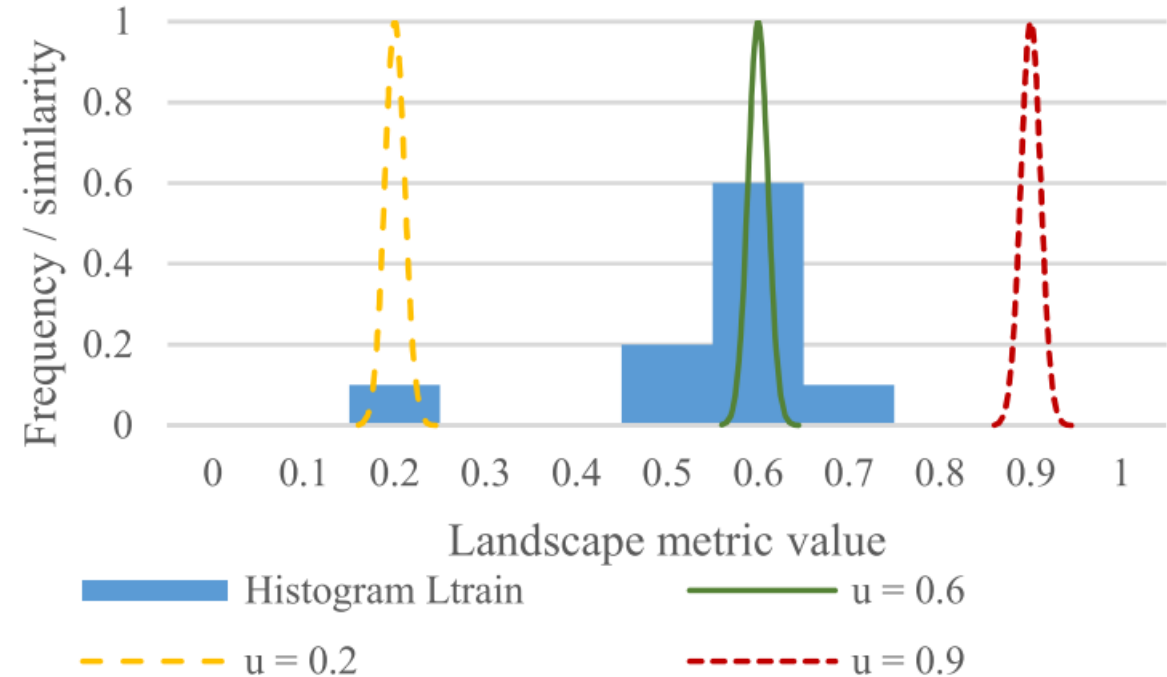 Frequency / similarity
1
0.8
0.6
0.4
0.2
0
0 0.1 0.2 0.3 0.4 0.5 0.6 0.7 0.8 0.9 1
Landscape metric value
Histogram Ltrain
u = 0.6
u = 0.2
u = 0.9